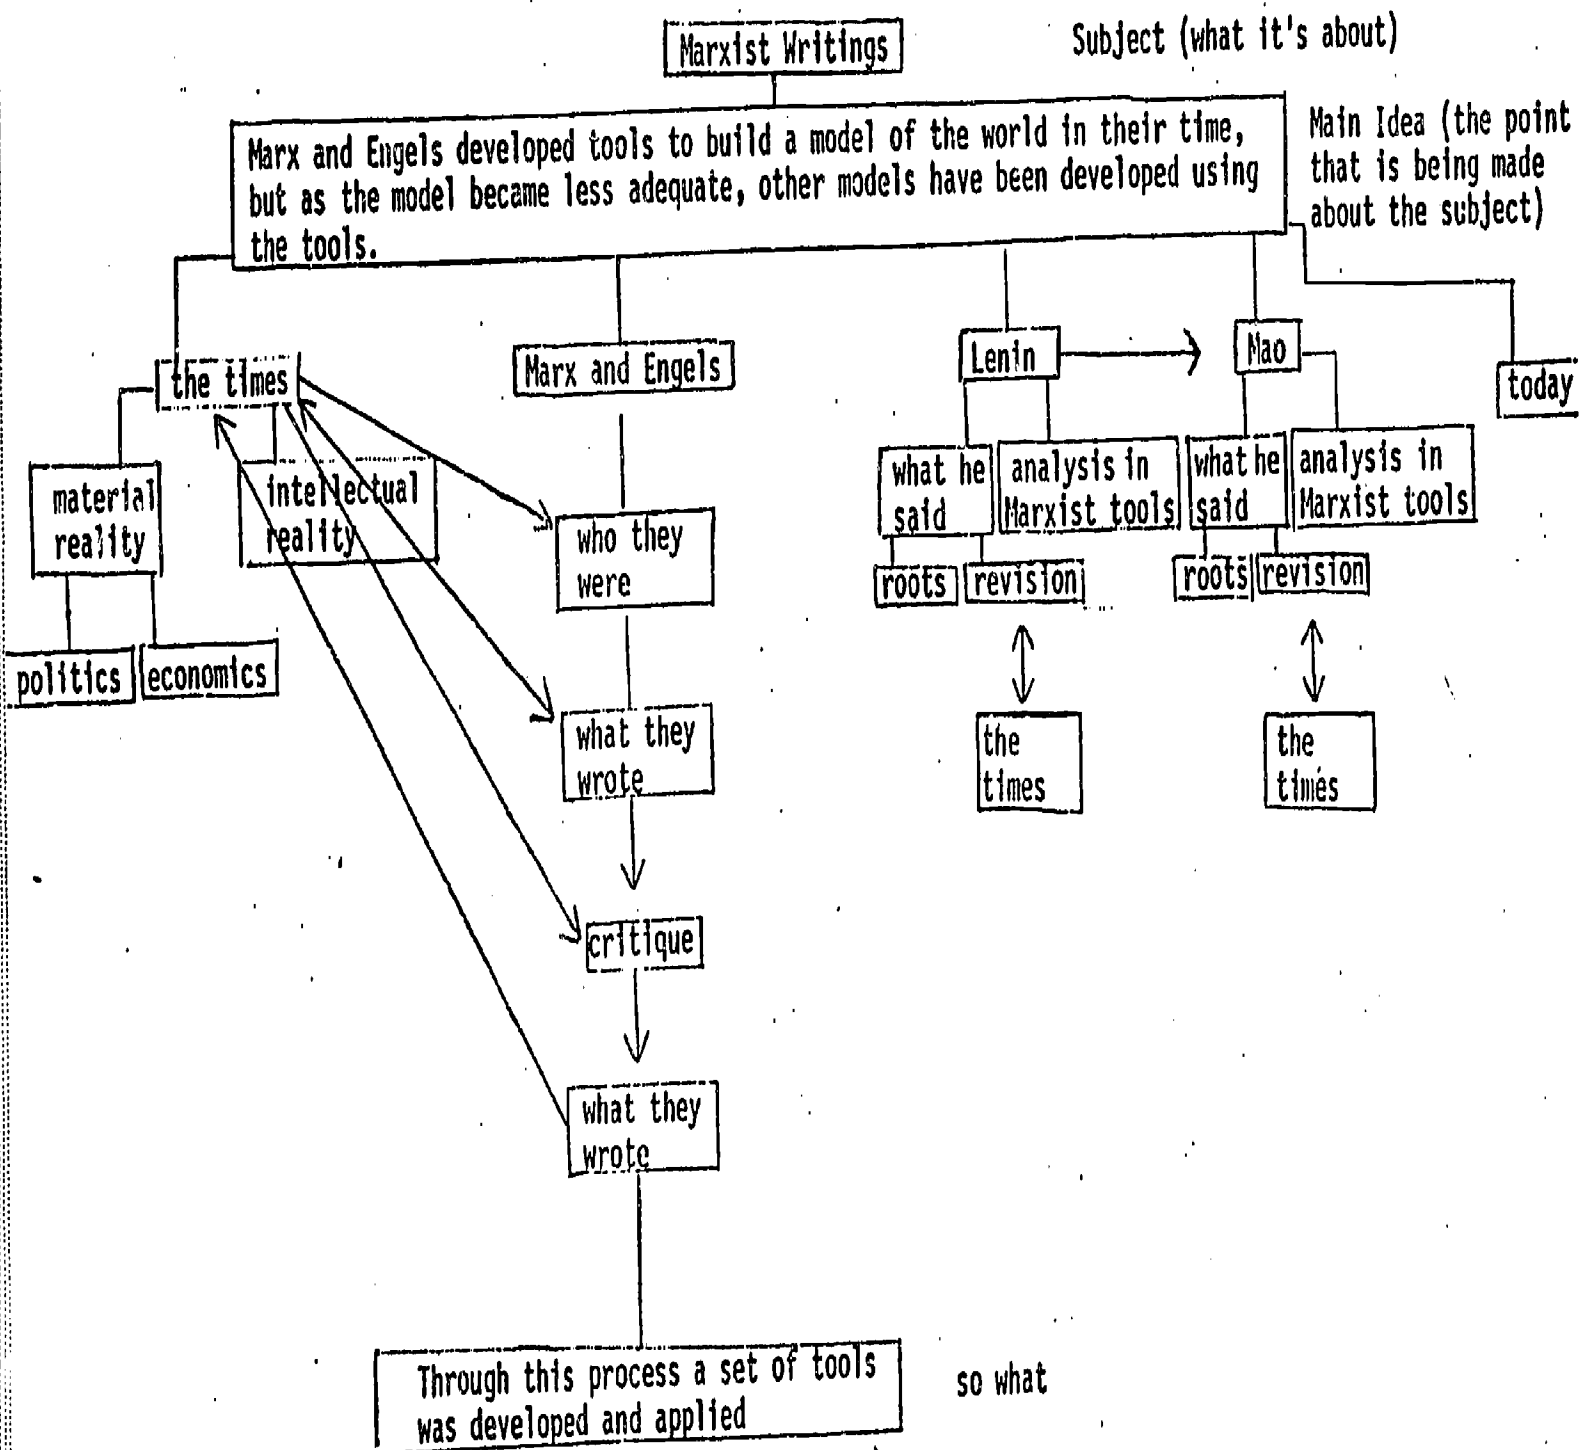 Marxist Writings
Subject (what it's about)
Marx and Engels developed tools to build a model of the world in their time,
but as the model became less adequate, other models have been developed using
the tools.
Main Idea (the point
that is being made
about the subject)
the times
Marx and Engels
Lenin
Mao
today
material
reality
intellectual
reality
politics
economics
who they
were
what they
wrote
critique
what they
wrote
what he
said
analysis in
Marxist tools
roots
revision
the
times
what he
said
analysis in
Marxist tools
roots
revision
the
times
Through this process a set of tools
was developed and applied
so what